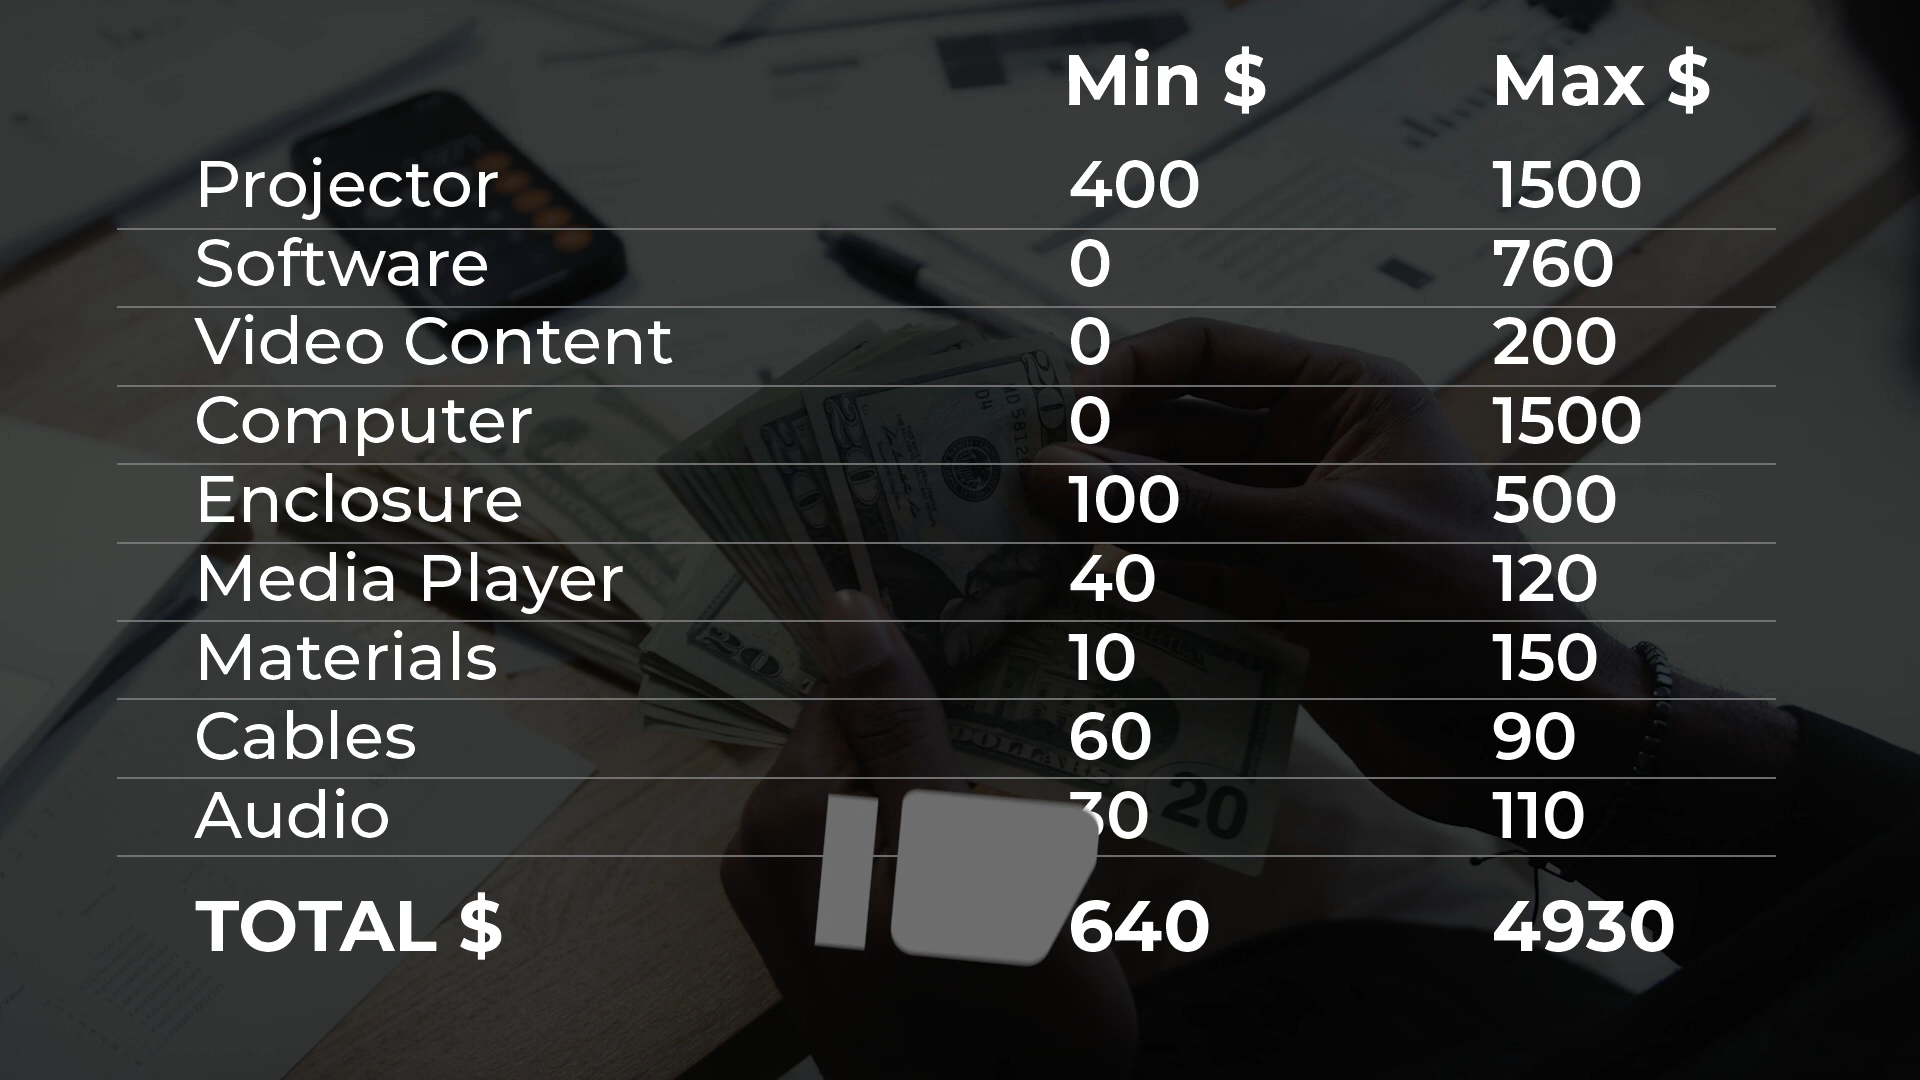 Min $ Max $
Projector 400 1500
Software 0 760
Video Content 0 200
Computer 0 1500
Enclosure 100 500
Media Player 40 120
Materials 10 150
Cables 60 90
Audio 30 110
TOTAL $ 640 4930